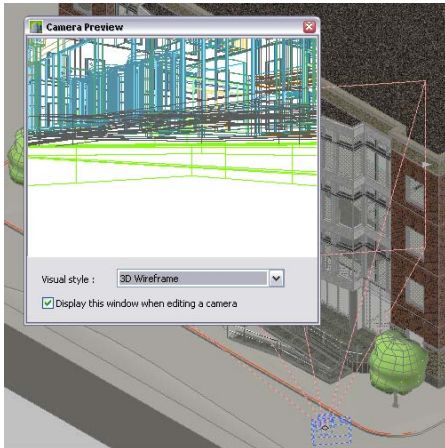 Camera Preview
Visual style : 3D Wireframe
Display this window when editing a camera